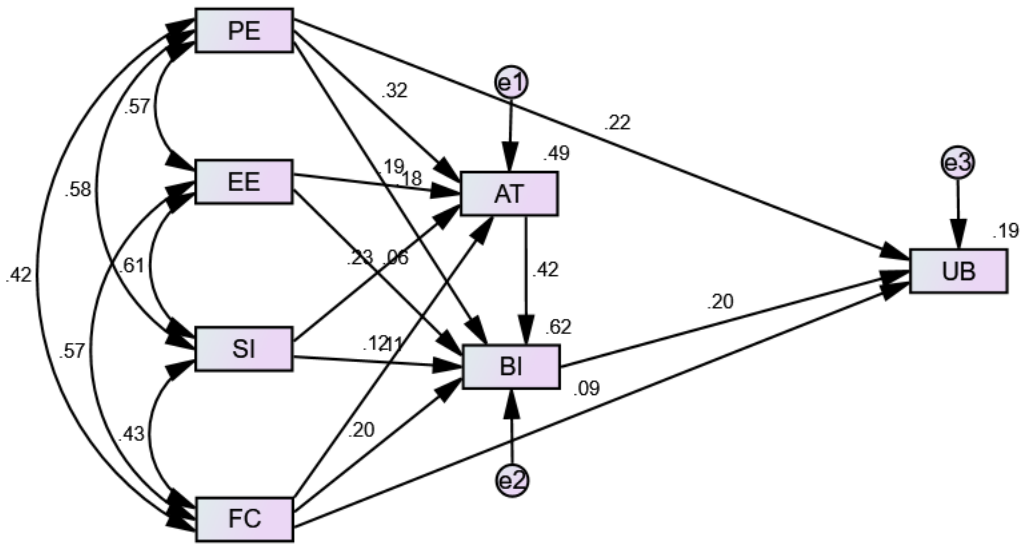 PE
e1
.32
.22
.57
.49
e3
.19
.18
EE
AT
.58
.19
UB
.23
.06
.61
.42
.42
.20
.62
SI
.12
.11
.57
BI
.09
.43
.20
e2
FC